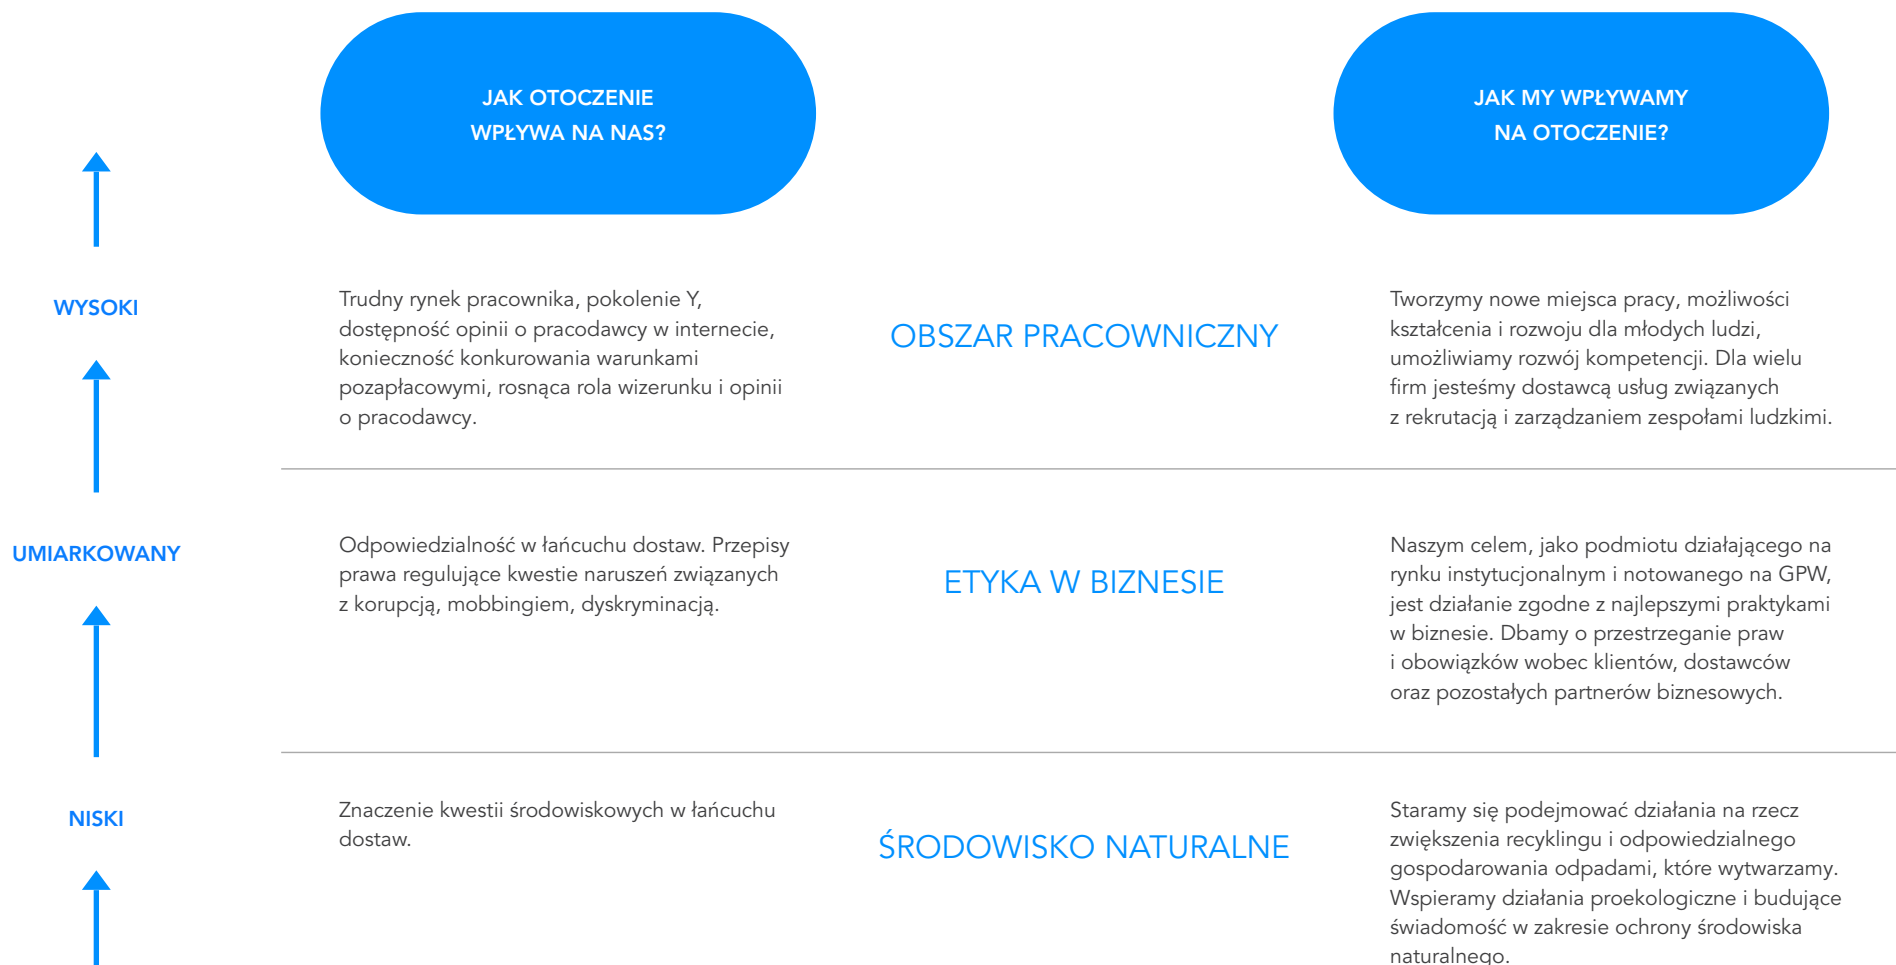 JAK OTOCZENIE
WPŁYWA NA NAS?
JAK MY WPŁYWAMY
NA OTOCZENIE?
WYSOKI
Trudny rynek pracownika, pokolenie Y,
dostępność opinii o pracodawcy w internecie,
konieczność konkurowania warunkami
pozapłacowymi, rosnąca rola wizerunku i opinii
o pracodawcy.
OBSZAR PRACOWNICZNY
Tworzymy nowe miejsca pracy, możliwości
kształcenia i rozwoju dla młodych ludzi,
umożliwiamy rozwój kompetencji. Dla wielu
firm jesteśmy dostawcą usług związanych
z rekrutacją i zarządzaniem zespołami ludzkimi.
UMIARKOWANY
Odpowiedzialność w łańcuchu dostaw. Przepisy
prawa regulujące kwestie naruszeń związanych
z korupcją, mobbingiem, dyskryminacją.
ETYKA W BIZNESIE
Naszym celem, jako podmiotu działającego na
rynku instytucjonalnym i notowanego na GPW,
jest działanie zgodne z najlepszymi praktykami
w biznesie. Dbamy o przestrzeganie praw
i obowiązków wobec klientów, dostawców
oraz pozostałych partnerów biznesowych.
NISKI
Znaczenie kwestii środowiskowych w łańcuchu
dostaw.
ŚRODOWISKO NATURALNE
Staramy się podejmować działania na rzecz
zwiększenia recyklingu i odpowiedzialnego
gospodarowania odpadami, które wytwarzamy.
Wspieramy działania proekologiczne i budujące
świadomość w zakresie ochrony środowiska
naturalnego.